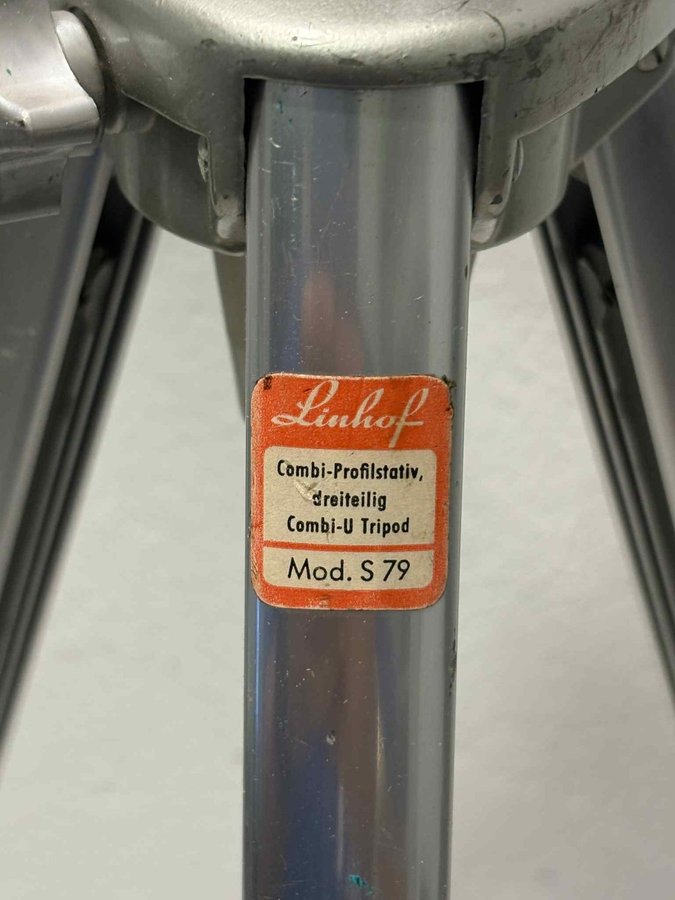 Linhof
Combi-Profilstativ,
dreiteilig
Combi-U Tripod
Mod. S 79